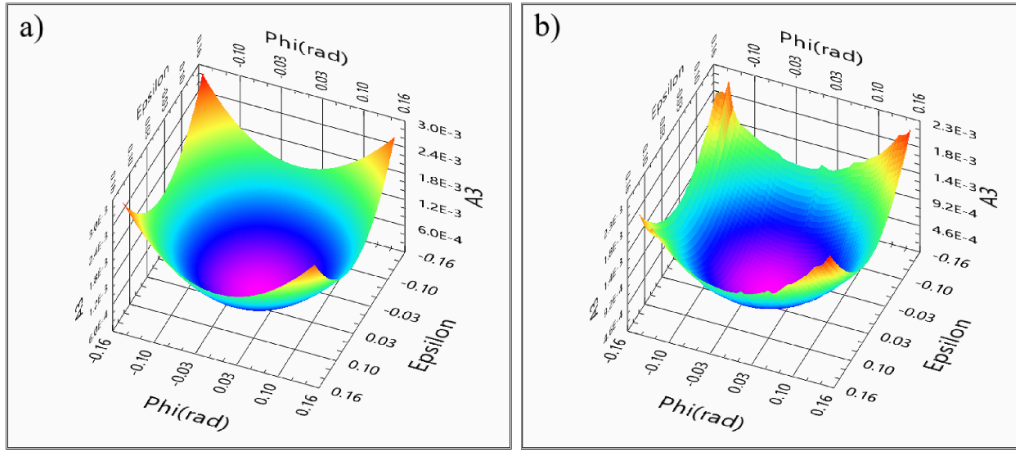 a)
Phi(rad)
-0.10
-0.03
0.03
0.10
0.16
Epsilon
3.0E-3
2.4E-3
1.8E-3
1.2E-3
6.0E-4
A3
-0.16
-0.10
-0.03
0.03
0.10
0.16
Epsilon
-0.16
-0.10
-0.03
0.03
0.10
0.16
Phi(rad)
b)
Phi(rad)
-0.10
-0.03
0.03
0.10
0.16
Epsilon
2.3E-3
1.8E-3
1.4E-3
9.2E-4
4.6E-4
A3
-0.16
-0.10
-0.03
0.03
0.10
0.16
Epsilon
-0.16
-0.10
-0.03
0.03
0.10
0.16
Phi(rad)